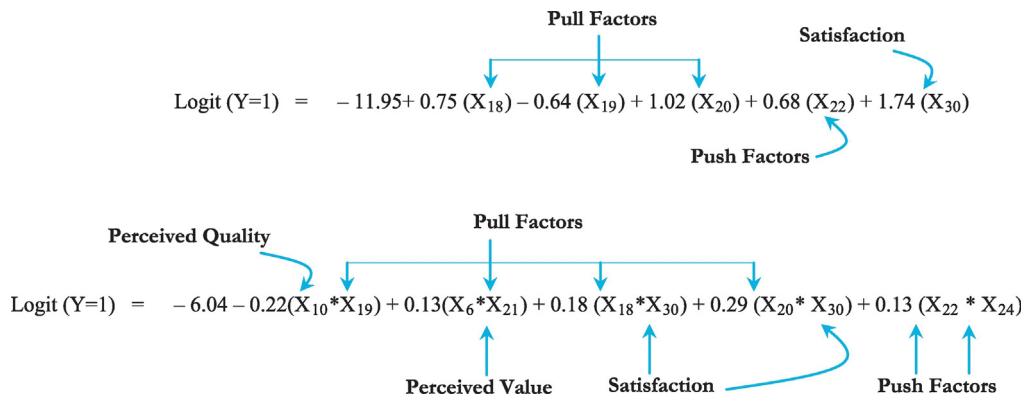 Pull Factors
Satisfaction
Logit (Y=1) = – 11.95+ 0.75 (X18) – 0.64 (X19) + 1.02 (X20) + 0.68 (X22) + 1.74 (X30)
Push Factors
Pull Factors
Perceived Quality
Logit (Y=1) = – 6.04 – 0.22(X10*X19) + 0.13(X6*X21) + 0.18 (X18*X30) + 0.29 (X20* X30) + 0.13 (X22 * X24)
Perceived Value Satisfaction Push Factors